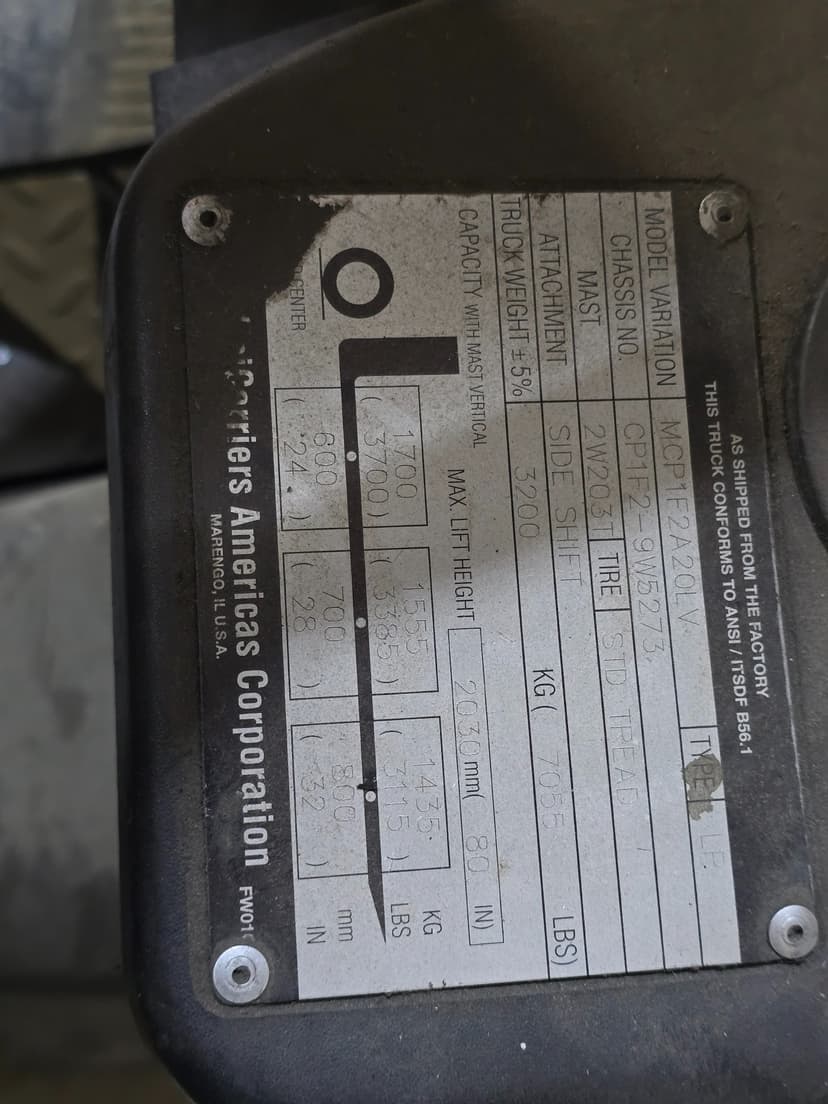 AS SHIPPED FROM THE FACTORY
THIS TRUCK CONFORMS TO ANSI / ITSDF B56.1
MODEL VARIATION MCP1F2A20LV TYPE LP
CHASSIS NO. CP1F2-9W5273
MAST 2W203T TIRE STD TREAD
ATTACHMENT SIDE SHIFT
TRUCK WEIGHT ± 5% 3200 KG ( 7055 LBS)
CAPACITY WITH MAST VERTICAL MAX. LIFT HEIGHT 2030 mm( 80 IN)
1700 1555 1435 KG
( 3700 ) ( 3385 ) ( 3115 ) LBS
600 700 800 mm
CENTER ( 24 ) ( 28 ) ( 32 ) IN
Americas Corporation FW01
MARENGO, IL U.S.A.